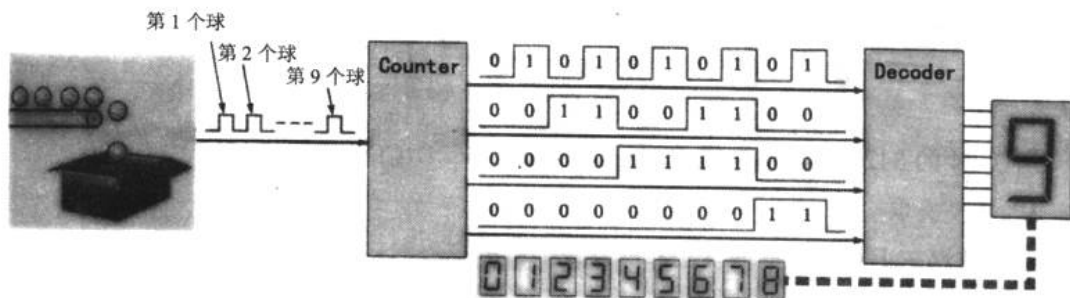 第 1 个球
第 2 个球
第 9 个球
Counter
0 1 0 1 0 1 0 1 0 1
0 0 1 1 0 0 1 1 0 0
0 0 0 0 1 1 1 1 0 0
0 0 0 0 0 0 0 0 1 1
Decoder
9
0 1 2 3 4 5 6 7 8